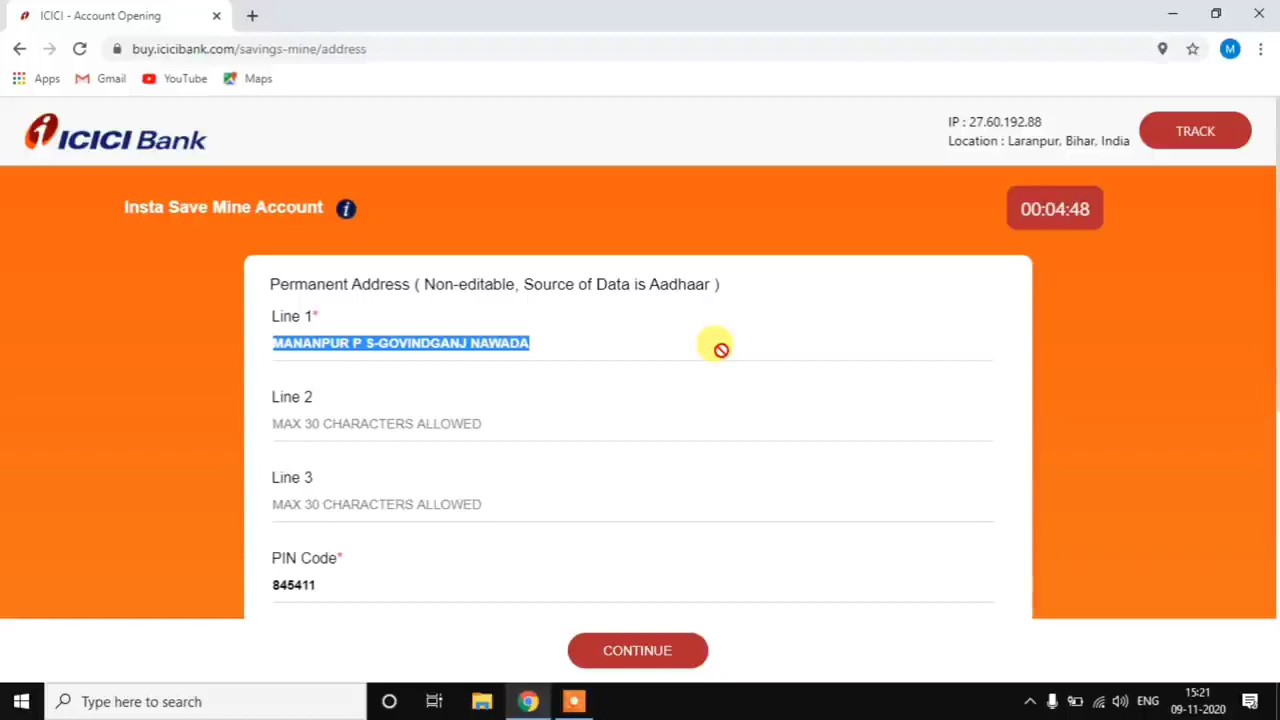 ICICI - Account Opening
buy.icicibank.com/savings-mine/address
M
Apps Gmail YouTube Maps
ICICI Bank
IP : 27.60.192.88
Location : Laranpur, Bihar, India
TRACK
Insta Save Mine Account i
00:04:48
Permanent Address ( Non-editable, Source of Data is Aadhaar )
Line 1*
MANANPUR P S-GOVINDGANJ NAWADA
Line 2
MAX 30 CHARACTERS ALLOWED
Line 3
MAX 30 CHARACTERS ALLOWED
PIN Code*
845411
CONTINUE
Type here to search
ENG
15:21
09-11-2020